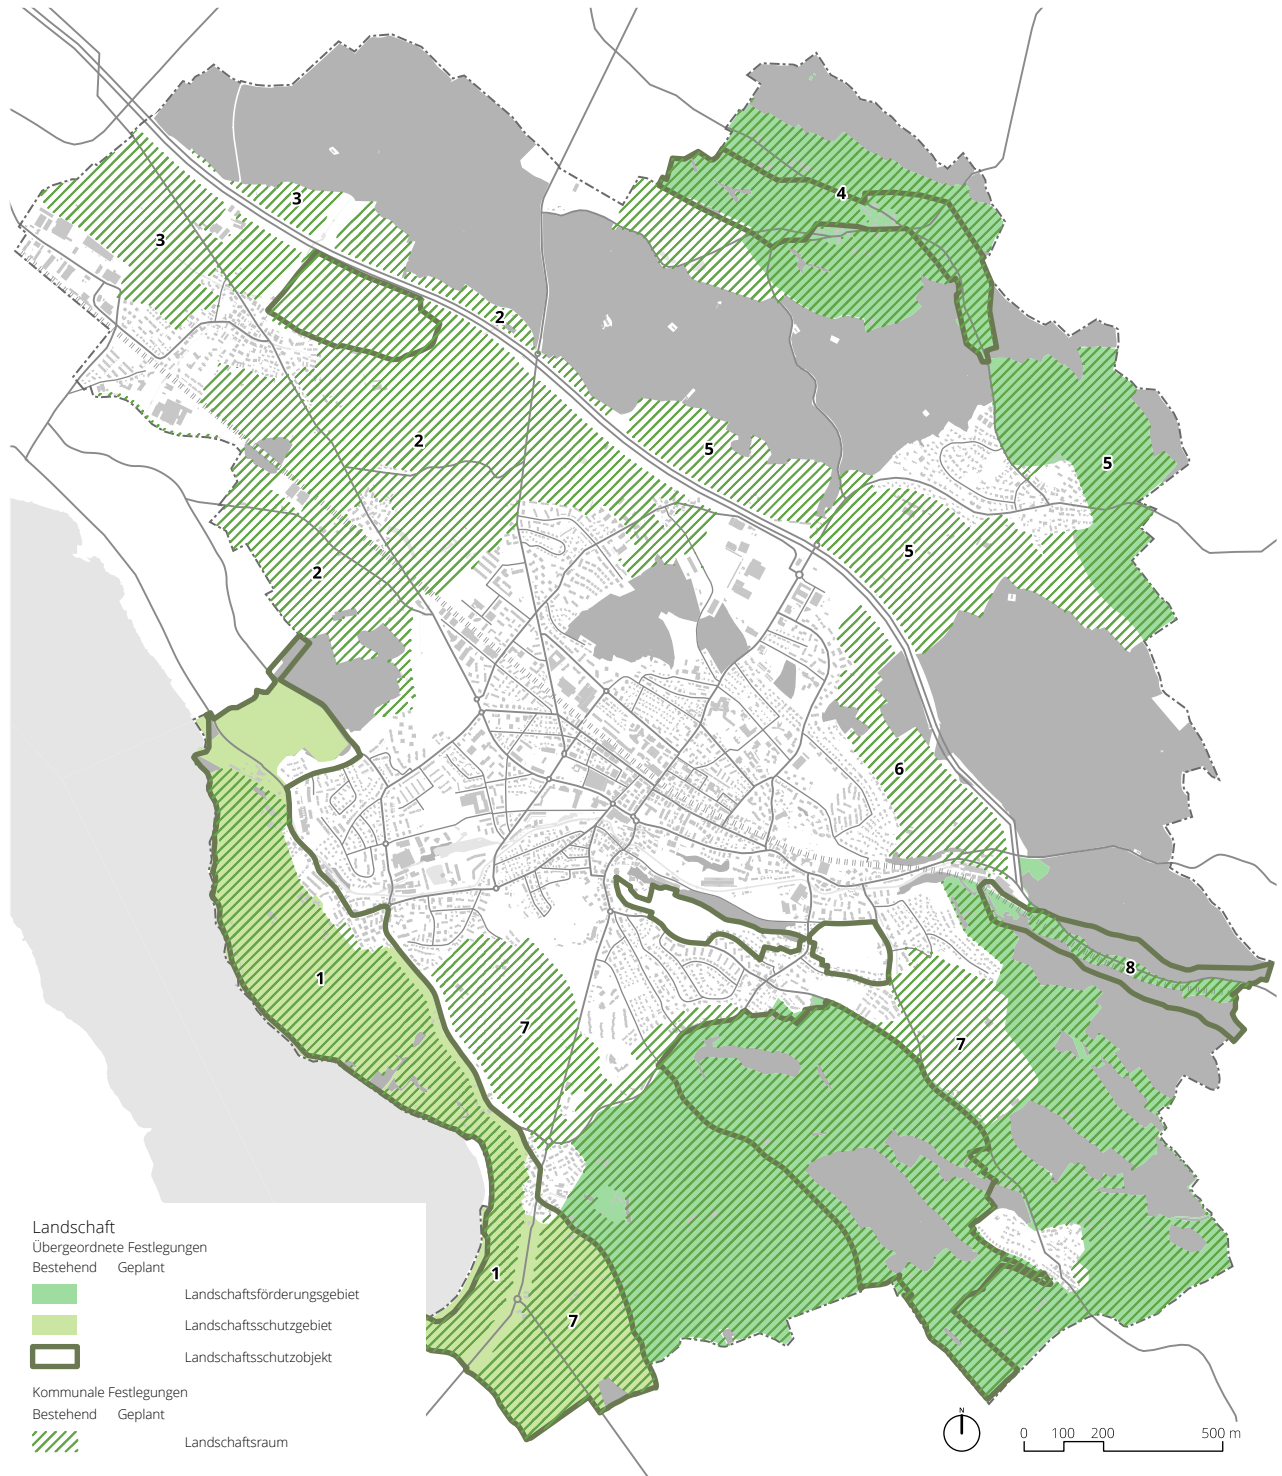 4
3
3
2
2
5
5
5
2
6
8
1
7
7
1
7
Landschaft
Übergeordnete Festlegungen
Bestehend Geplant
Landschaftsförderungsgebiet
Landschaftsschutzgebiet
Landschaftsschutzobjekt
Kommunale Festlegungen
Bestehend Geplant
Landschaftsraum
N
0 100 200 500 m